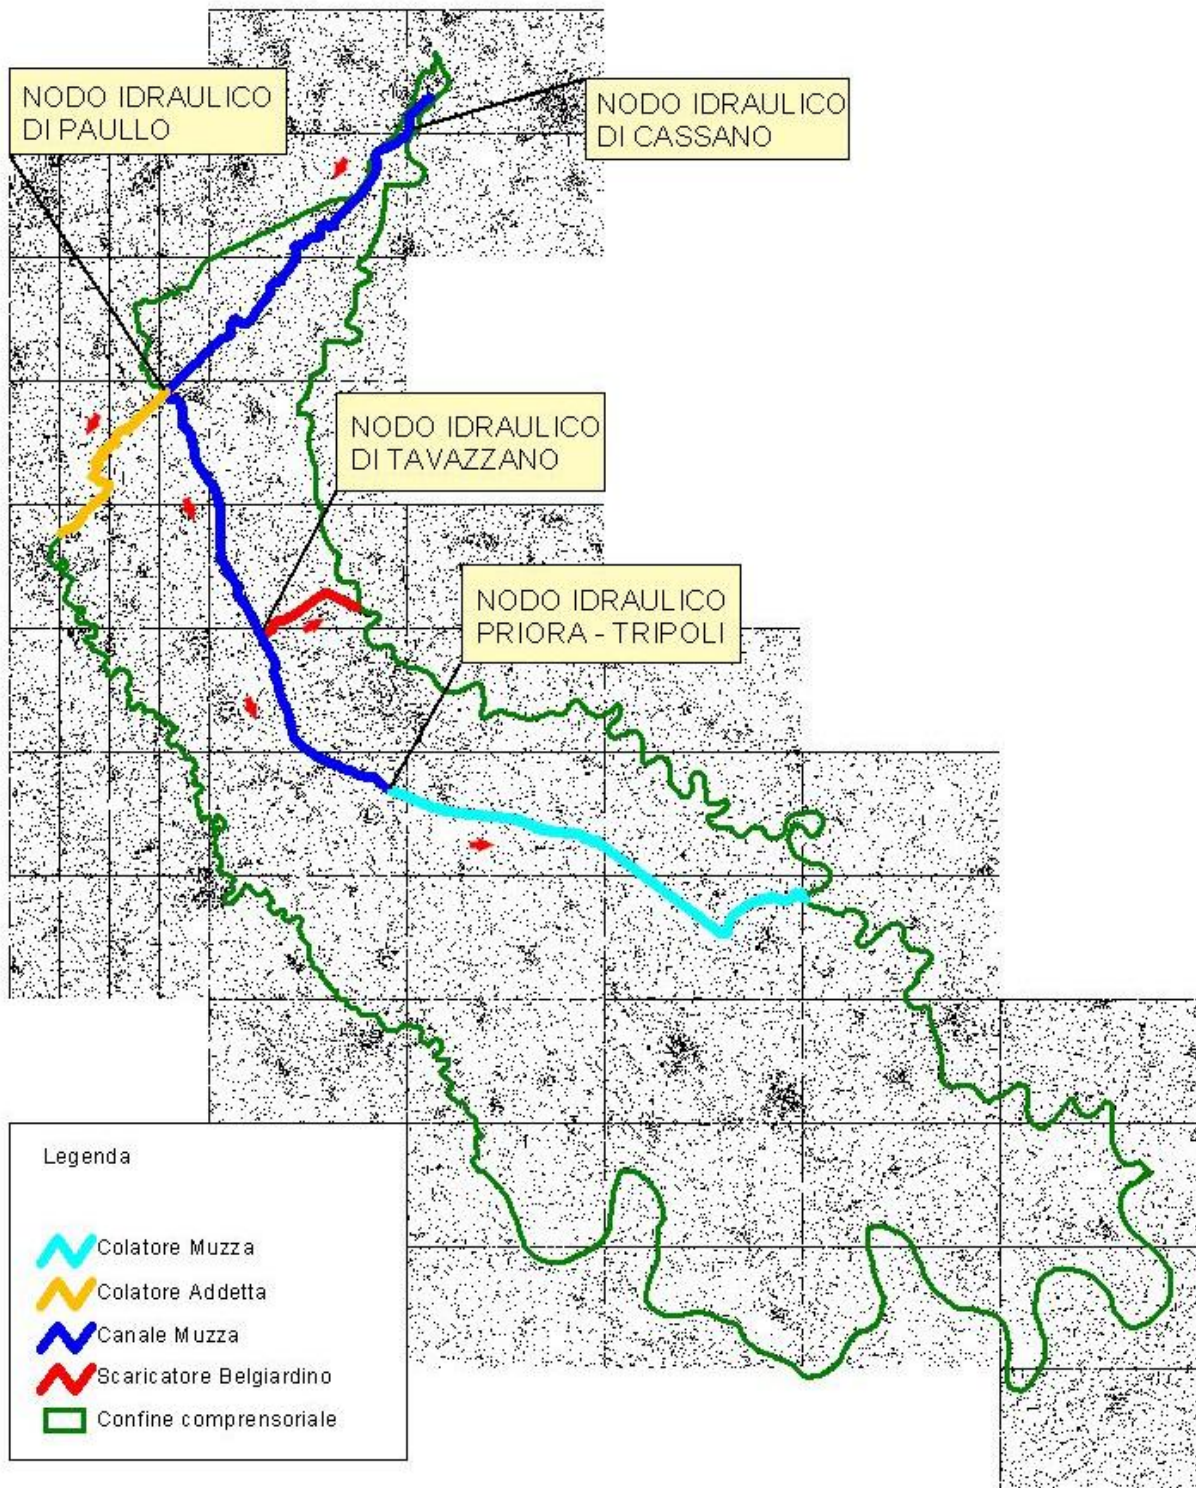 NODO IDRAULICO
DI PAULLO
NODO IDRAULICO
DI CASSANO
NODO IDRAULICO
DI TAVAZZANO
NODO IDRAULICO
PRIORA - TRIPOLI
Legenda
Colatore Muzza
Colatore Addetta
Canale Muzza
Scaricatore Belgiardino
Confine comprensoriale